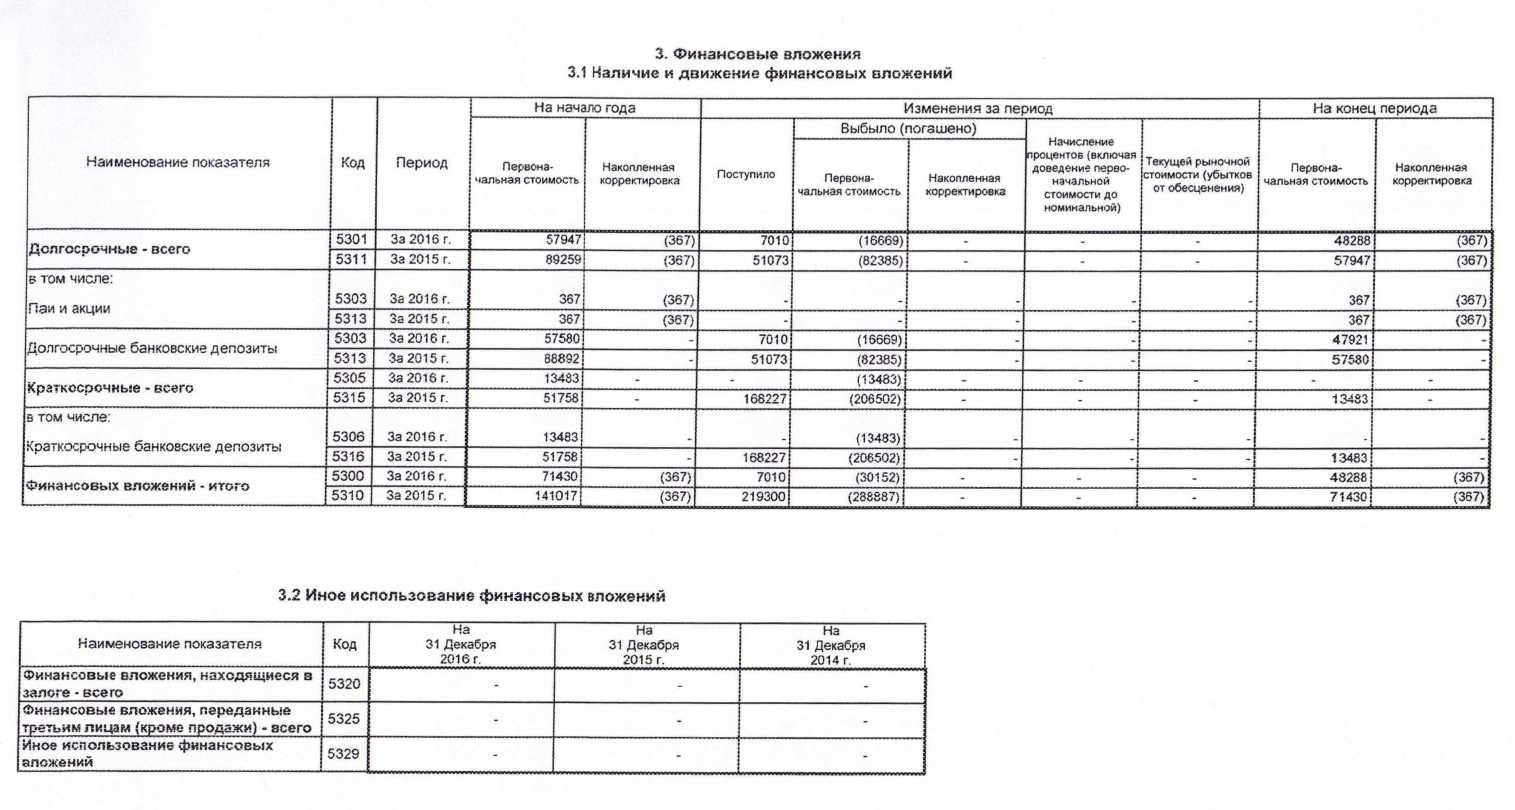 3. Финансовые вложения
3.1 Наличие и движение финансовых вложений
Наименование показателя Код Период На начало года Изменения за период На конец периода
Первона-
чальная стоимость
Накопленная
корректировка
Поступило
Выбыло (погашено)
Первона-
чальная стоимость
Накопленная
корректировка
Начисление
процентов (включая
доведение перво-
начальной
стоимости до
номинальной)
Текущей рыночной
стоимости (убытков
от обесценения)
Первона-
чальная стоимость
Накопленная
корректировка
Долгосрочные - всего
5301 За 2016 г. 57947 (367) 7010 (16669) - - - 48288 (367)
5311 За 2015 г. 89259 (367) 51073 (82385) - - - 57947 (367)
в том числе:
Паи и акции
5303 За 2016 г. 367 (367) - - - - - 367 (367)
5313 За 2015 г. 367 (367) - - - - - 367 (367)
Долгосрочные банковские депозиты
5303 За 2016 г. 57580 - 7010 (16669) - - - 47921 -
5313 За 2015 г. 88892 - 51073 (82385) - - - 57580 -
Краткосрочные - всего
5305 За 2016 г. 13483 - - (13483) - - - - -
5315 За 2015 г. 51758 - 168227 (206502) - - - 13483 -
в том числе:
Краткосрочные банковские депозиты
5306 За 2016 г. 13483 - - (13483) - - - - -
5316 За 2015 г. 51758 - 168227 (206502) - - - 13483 -
Финансовых вложений - итого
5300 За 2016 г. 71430 (367) 7010 (30152) - - - 48288 (367)
5310 За 2015 г. 141017 (367) 219300 (288887) - - - 71430 (367)
3.2 Иное использование финансовых вложений
Наименование показателя Код
На
31 Декабря
2016 г.
На
31 Декабря
2015 г.
На
31 Декабря
2014 г.
Финансовые вложения, находящиеся в
залоге - всего
5320 - - -
Финансовые вложения, переданные
третьим лицам (кроме продажи) - всего
5325 - - -
Иное использование финансовых
вложений
5329 - - -